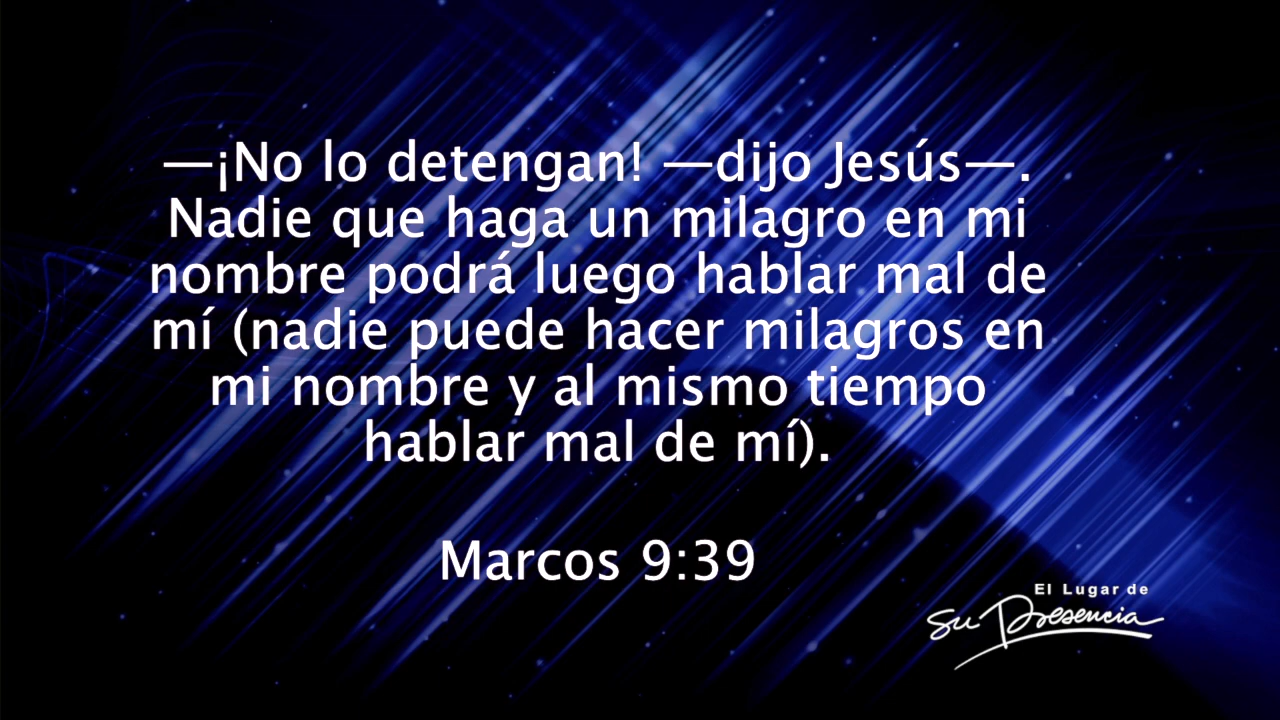 —¡No lo detengan! —dijo Jesús—.
Nadie que haga un milagro en mi
nombre podrá luego hablar mal de
mí (nadie puede hacer milagros en
mi nombre y al mismo tiempo
hablar mal de mí).
Marcos 9:39
El Lugar de
Su Presencia